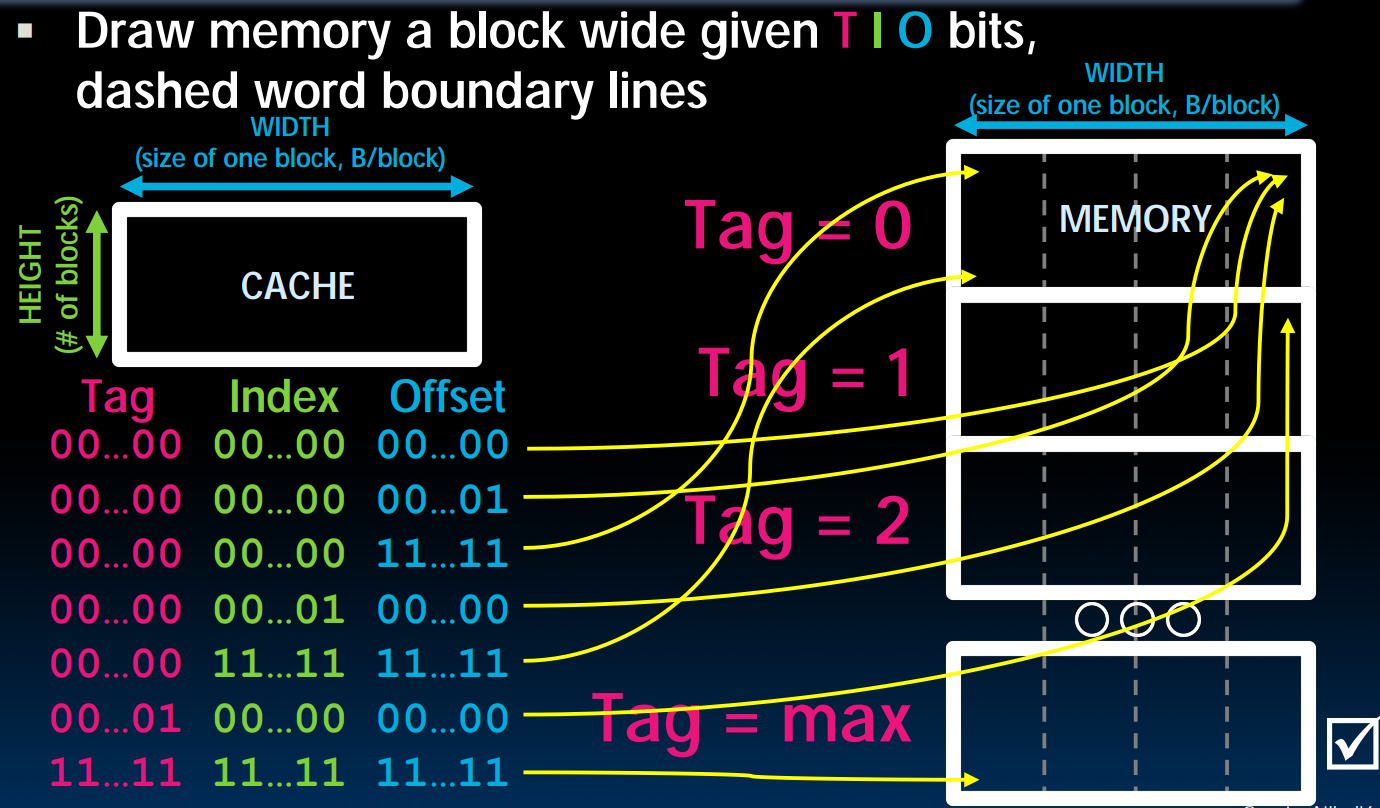 ▪ Draw memory a block wide given T I O bits,
dashed word boundary lines
WIDTH
(size of one block, B/block)
WIDTH
(size of one block, B/block)
HEIGHT
(# of blocks)
CACHE
MEMORY
Tag = 0
Tag = 1
Tag = 2
Tag = max
Tag Index Offset
00…00 00…00 00…00
00…00 00…00 00…01
00…00 00…00 11…11
00…00 00…01 00…00
00…00 11…11 11…11
00…01 00…00 00…00
11…11 11…11 11…11